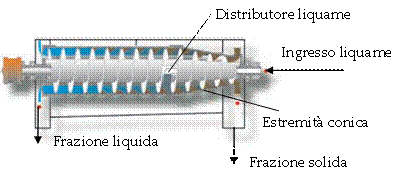 Distributore liquame
Ingresso liquame
Estremità conica
Frazione liquida
Frazione solida